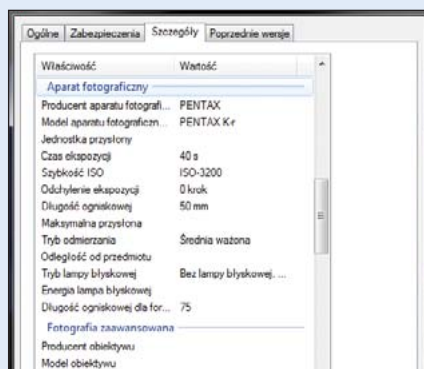 Ogólne Zabezpieczenia Szczegóły Poprzednie wersje
Właściwość Wartość
Aparat fotograficzny
Producent aparatu fotografi... PENTAX
Model aparatu fotograficzn... PENTAX K-r
Jednostka przysłony
Czas ekspozycji 40 s
Szybkość ISO ISO-3200
Odchylenie ekspozycji 0 krok
Długość ogniskowej 50 mm
Maksymalna przysłona
Tryb odmierzania Średnia ważona
Odległość od przedmiotu
Tryb lampy błyskowej Bez lampy błyskowej, ...
Energia lampa błyskowej
Długość ogniskowej dla for... 75
Fotografia zaawansowana
Producent obiektywu
Model obiektywu